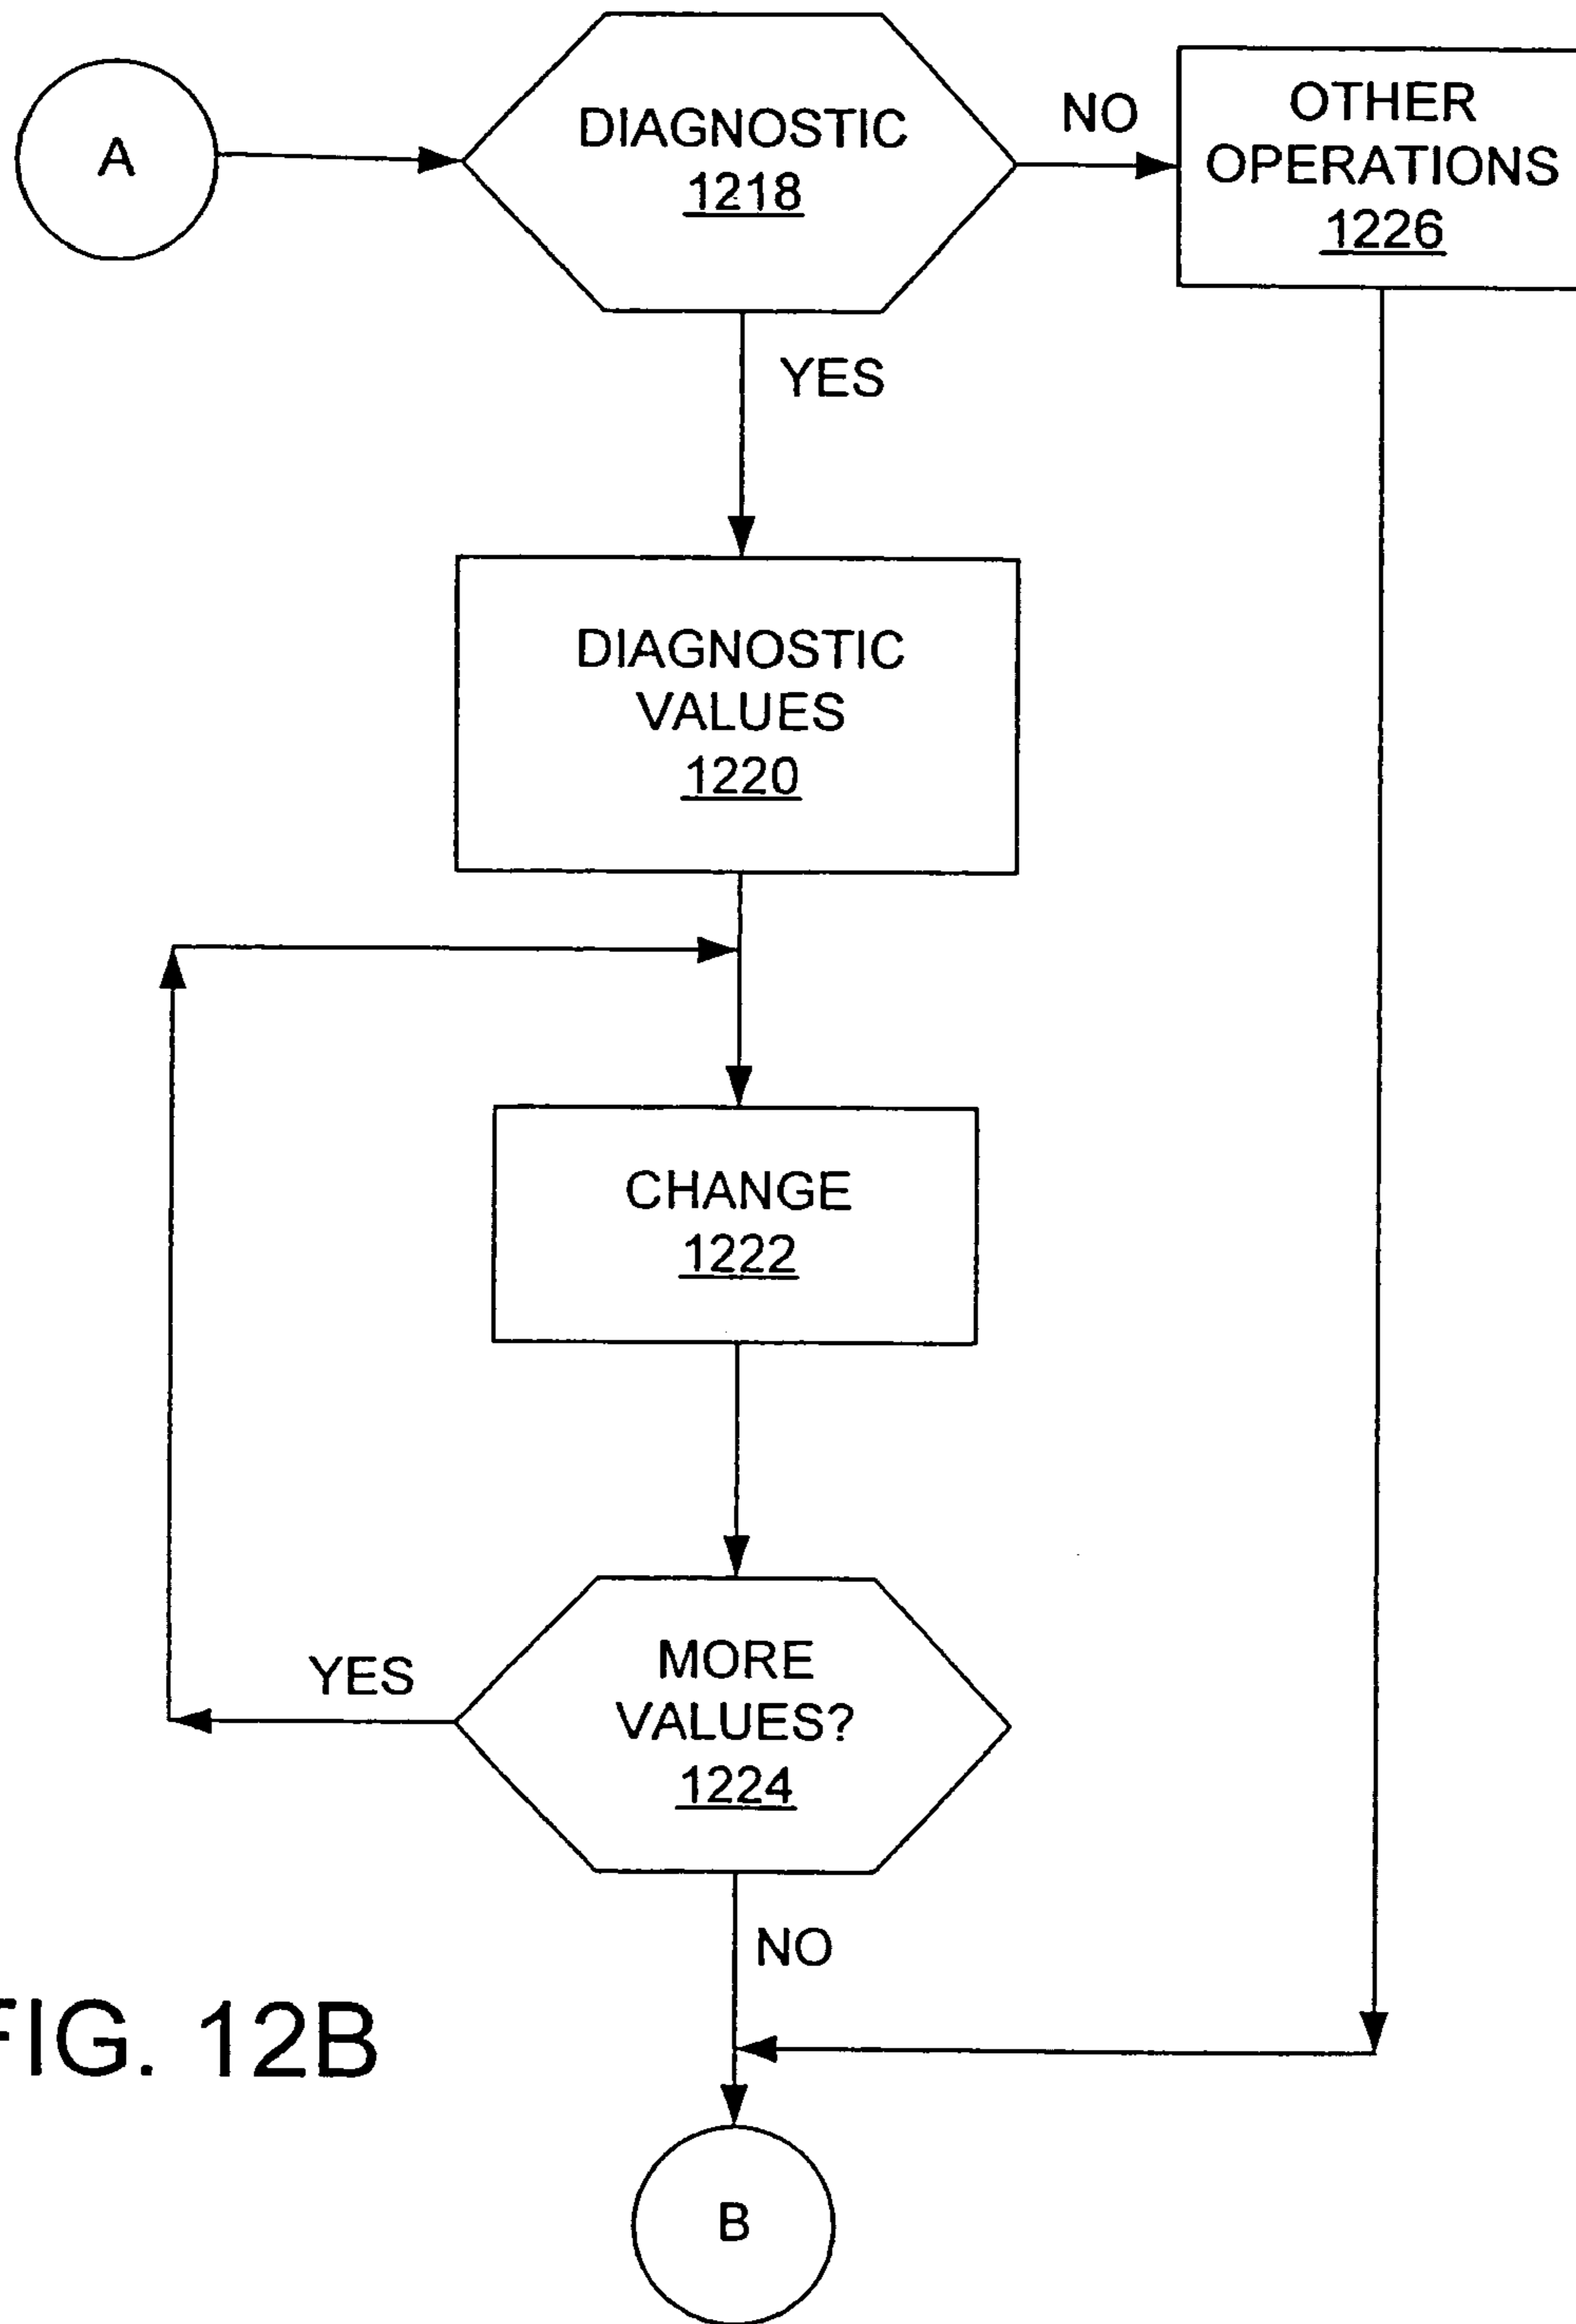 A
DIAGNOSTIC
1218
NO
OTHER
OPERATIONS
1226
YES
DIAGNOSTIC
VALUES
1220
CHANGE
1222
YES
MORE
VALUES?
1224
NO
FIG. 12B
B